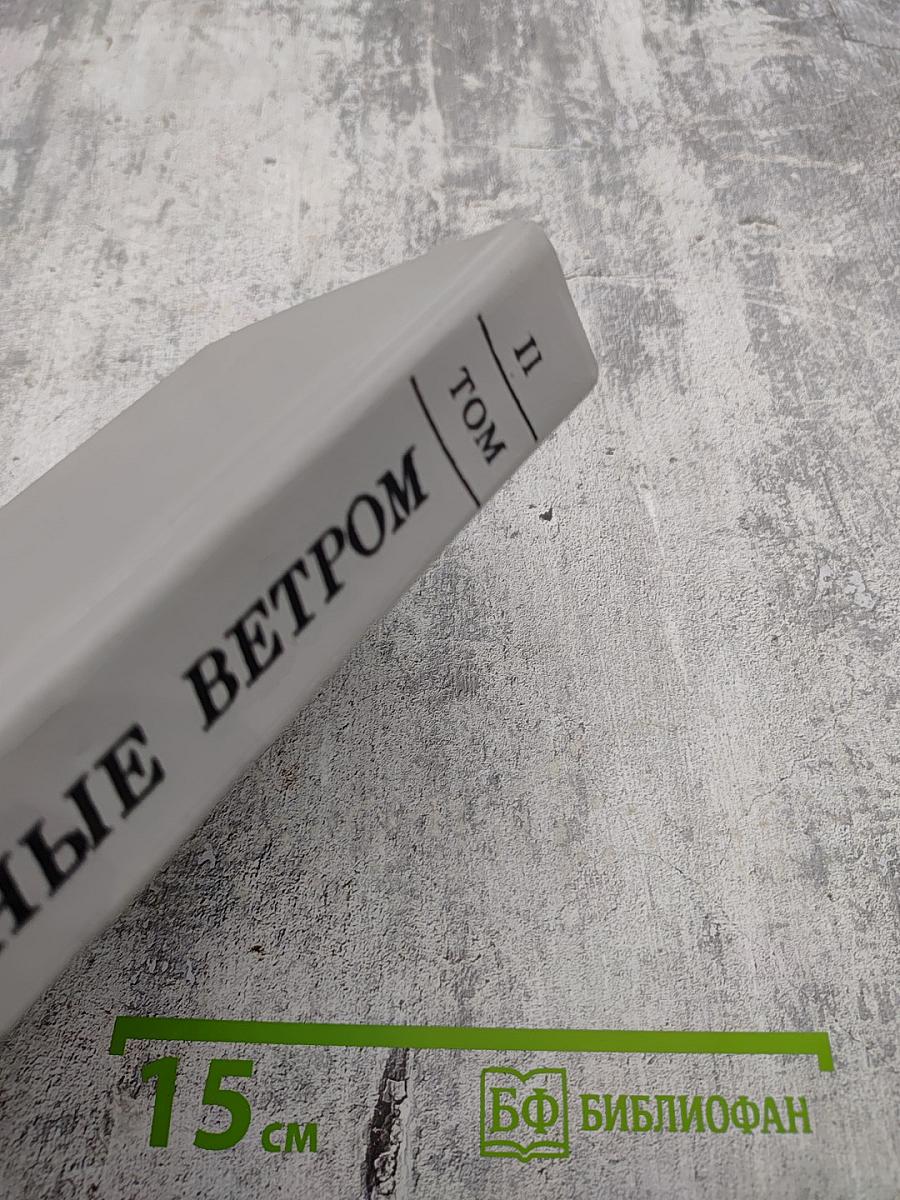 НЫЕ ВЕТРОМ
ТОМ
II
15 см
БФ БИБЛИОФАН